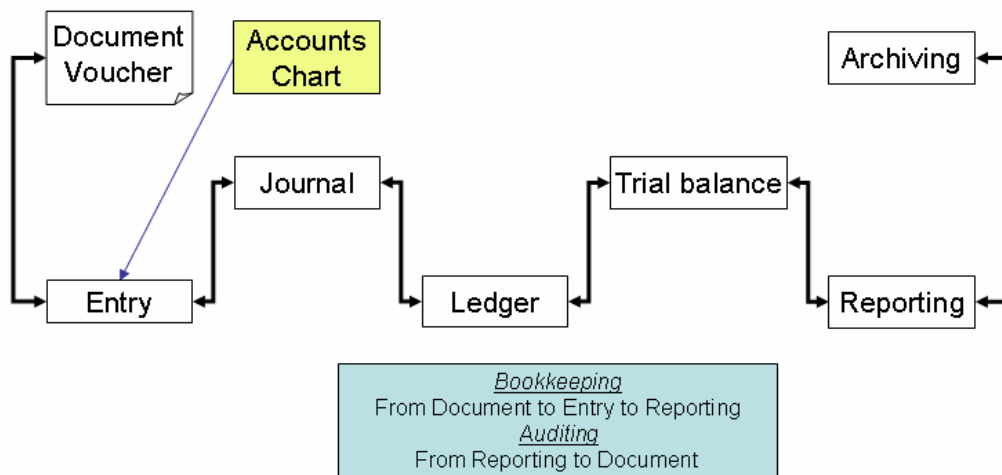 Document
Voucher
Accounts
Chart
Archiving
Journal
Trial balance
Entry
Ledger
Reporting
Bookkeeping
From Document to Entry to Reporting
Auditing
From Reporting to Document